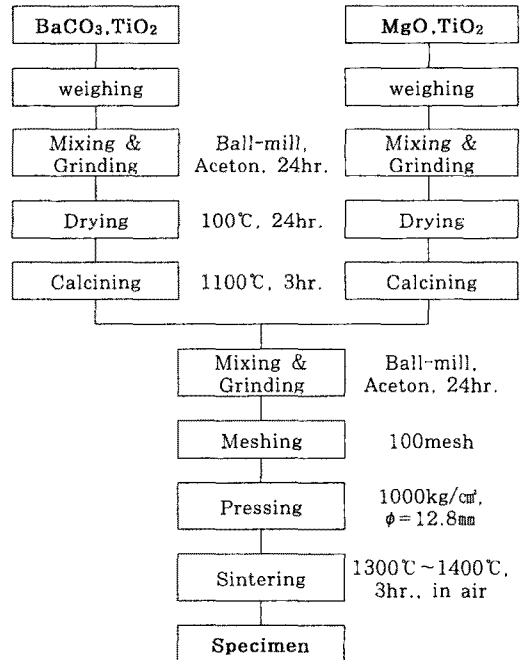 BaCO₃.TiO₂
MgO.TiO₂
weighing
weighing
Mixing &
Grinding
Ball-mill,
Aceton, 24hr.
Mixing &
Grinding
Drying
100℃, 24hr.
Drying
Calcining
1100℃, 3hr.
Calcining
Mixing &
Grinding
Ball-mill,
Aceton, 24hr.
Meshing
100mesh
Pressing
1000kg/㎠,
ϕ=12.8㎜
Sintering
1300℃~1400℃,
3hr., in air
Specimen